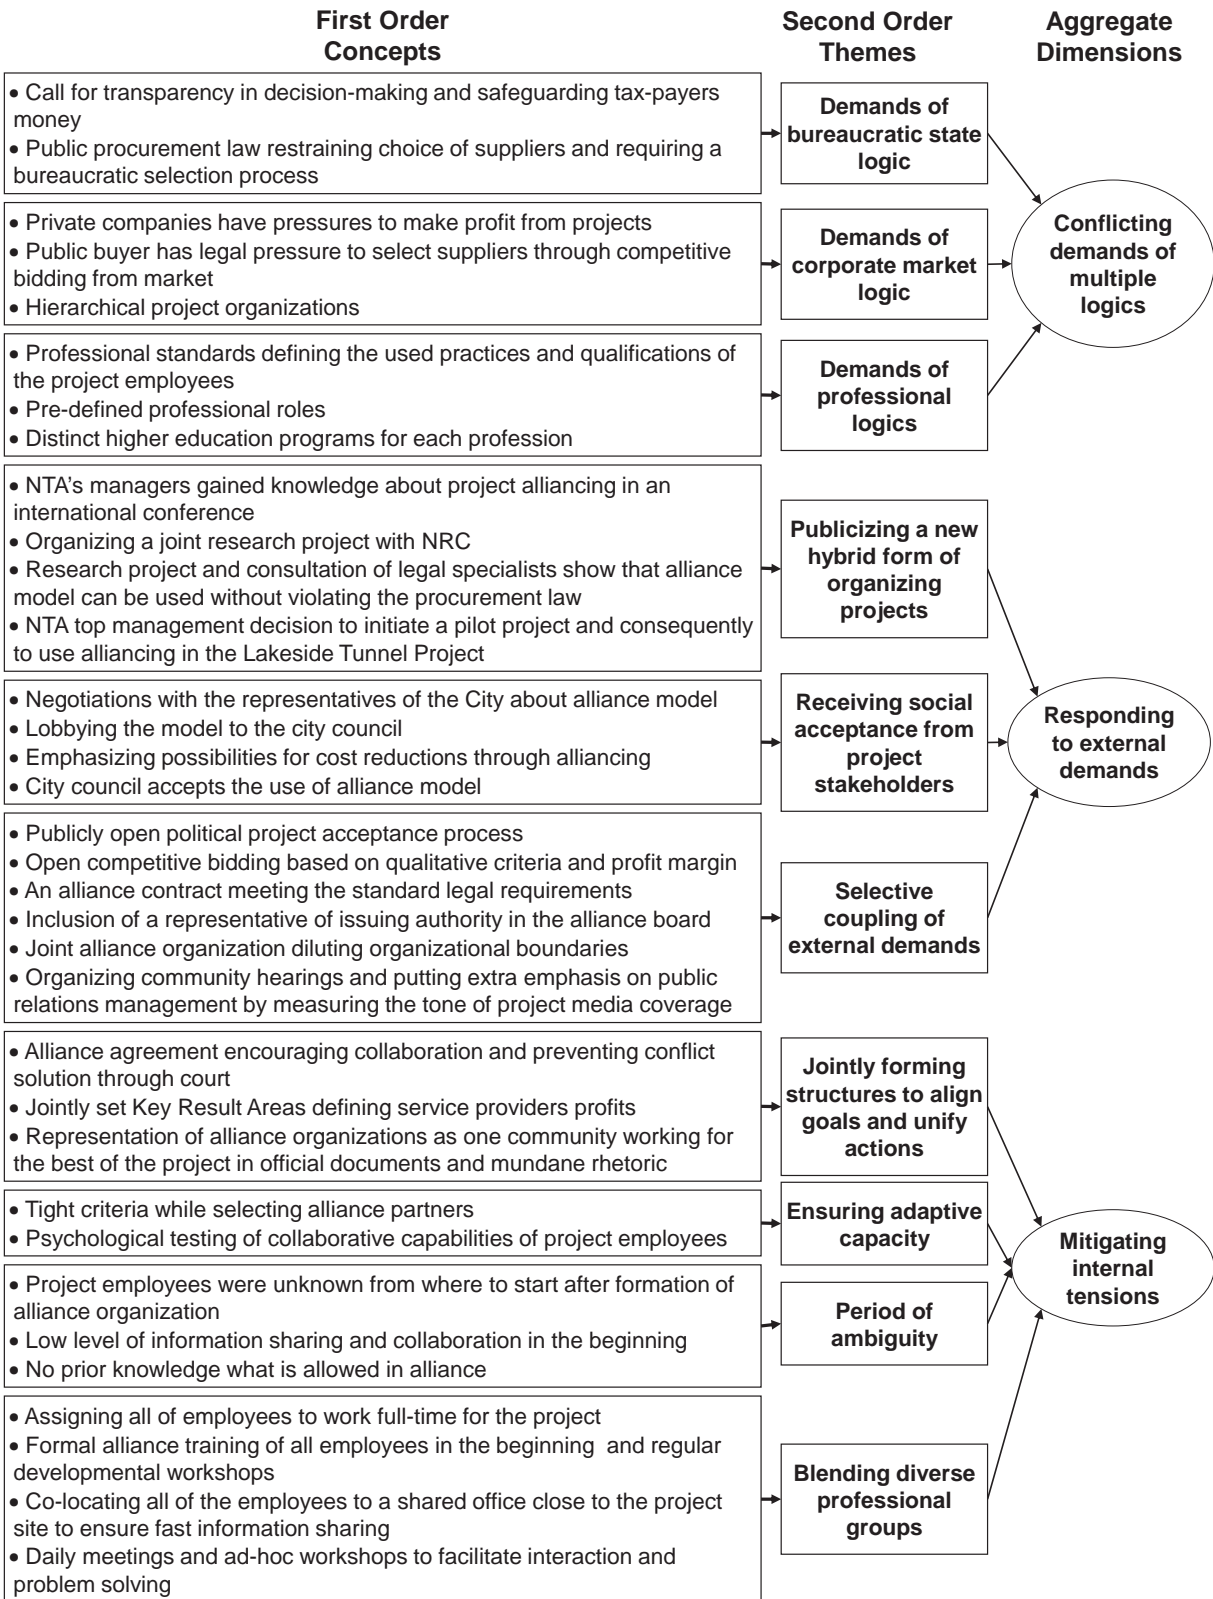 First Order
Concepts
Second Order
Themes
Aggregate
Dimensions
• Call for transparency in decision-making and safeguarding tax-payers
money
• Public procurement law restraining choice of suppliers and requiring a
bureaucratic selection process
Demands of
bureaucratic state
logic
• Private companies have pressures to make profit from projects
• Public buyer has legal pressure to select suppliers through competitive
bidding from market
• Hierarchical project organizations
Demands of
corporate market
logic
Conflicting
demands of
multiple
logics
• Professional standards defining the used practices and qualifications of
the project employees
• Pre-defined professional roles
• Distinct higher education programs for each profession
Demands of
professional
logics
• NTA's managers gained knowledge about project alliancing in an
international conference
• Organizing a joint research project with NRC
• Research project and consultation of legal specialists show that alliance
model can be used without violating the procurement law
• NTA top management decision to initiate a pilot project and consequently
to use alliancing in the Lakeside Tunnel Project
Publicizing a new
hybrid form of
organizing
projects
• Negotiations with the representatives of the City about alliance model
• Lobbying the model to the city council
• Emphasizing possibilities for cost reductions through alliancing
• City council accepts the use of alliance model
Receiving social
acceptance from
project
stakeholders
Responding
to external
demands
• Publicly open political project acceptance process
• Open competitive bidding based on qualitative criteria and profit margin
• An alliance contract meeting the standard legal requirements
• Inclusion of a representative of issuing authority in the alliance board
• Joint alliance organization diluting organizational boundaries
• Organizing community hearings and putting extra emphasis on public
relations management by measuring the tone of project media coverage
Selective
coupling of
external demands
• Alliance agreement encouraging collaboration and preventing conflict
solution through court
• Jointly set Key Result Areas defining service providers profits
• Representation of alliance organizations as one community working for
the best of the project in official documents and mundane rhetoric
Jointly forming
structures to align
goals and unify
actions
• Tight criteria while selecting alliance partners
• Psychological testing of collaborative capabilities of project employees
Ensuring adaptive
capacity
Mitigating
internal
tensions
• Project employees were unknown from where to start after formation of
alliance organization
• Low level of information sharing and collaboration in the beginning
• No prior knowledge what is allowed in alliance
Period of
ambiguity
• Assigning all of employees to work full-time for the project
• Formal alliance training of all employees in the beginning and regular
developmental workshops
• Co-locating all of the employees to a shared office close to the project
site to ensure fast information sharing
• Daily meetings and ad-hoc workshops to facilitate interaction and
problem solving
Blending diverse
professional
groups